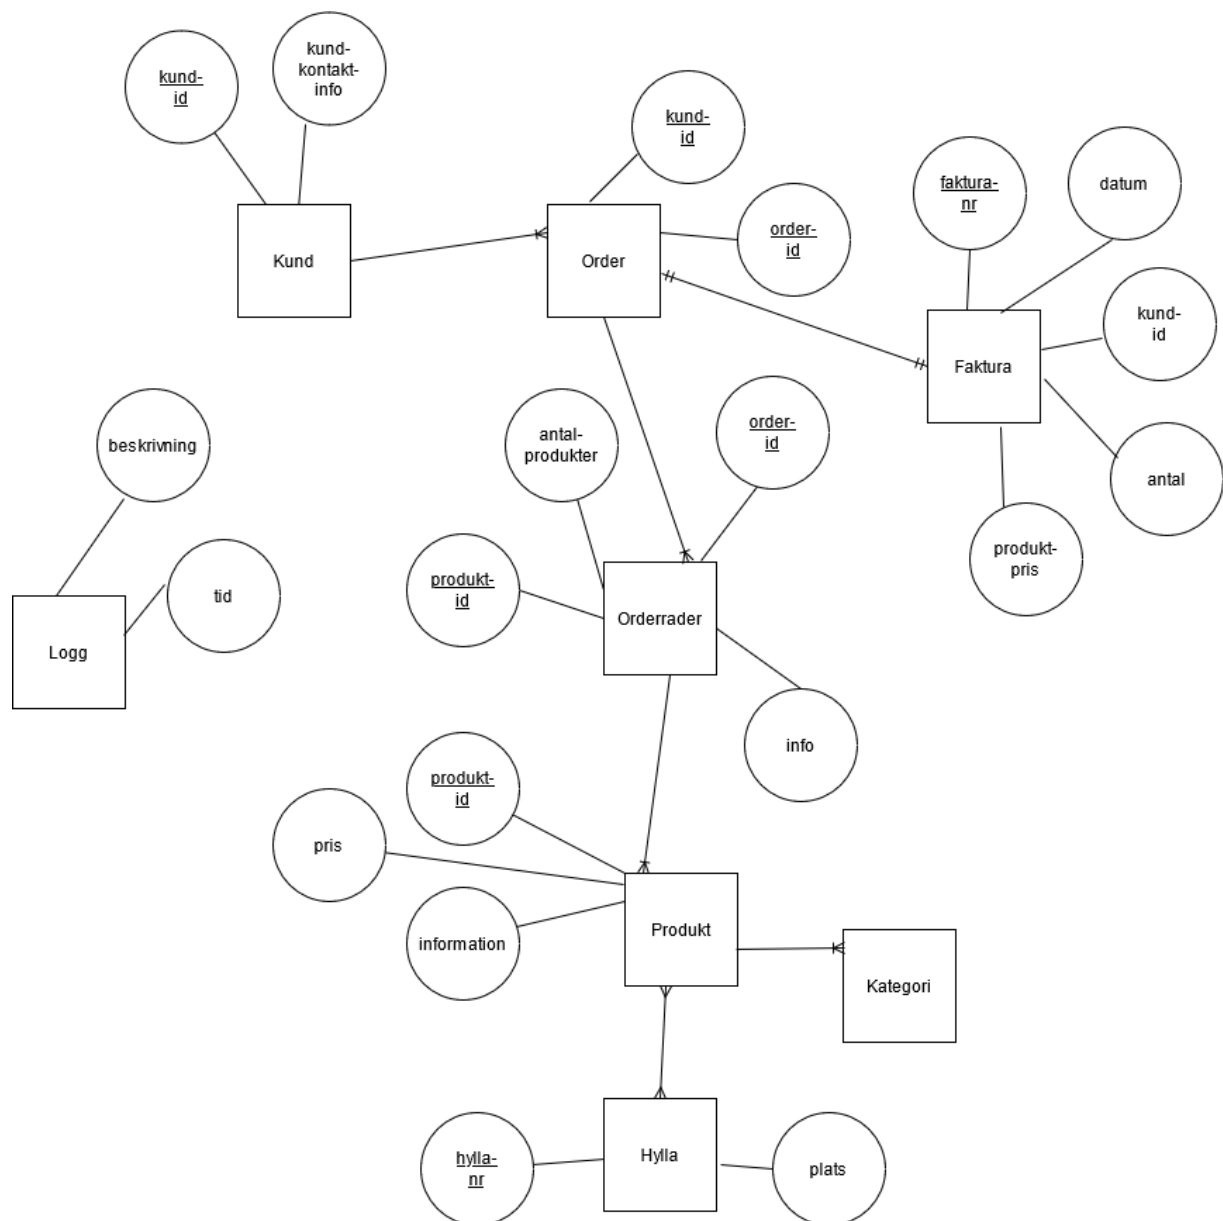 kund-
id
kund-
kontakt-
info
kund-
id
order-
id
faktura-
nr
datum
kund-
id
antal
produkt-
pris
Kund
Order
Faktura
beskrivning
tid
Logg
antal-
produkter
order-
id
produkt-
id
Orderrader
info
produkt-
id
pris
information
Produkt
Kategori
hylla-
nr
Hylla
plats